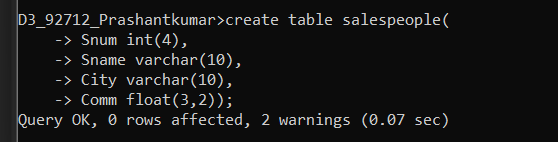 D3_92712_Prashantkumar>create table salespeople(
    -> Snum int(4),
    -> Sname varchar(10),
    -> City varchar(10),
    -> Comm float(3,2));
Query OK, 0 rows affected, 2 warnings (0.07 sec)